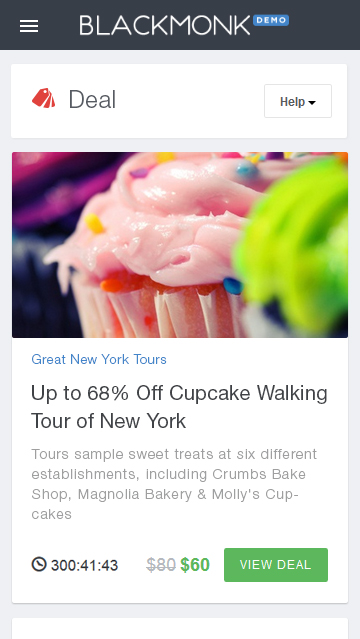 BLACKMONK DEMO
Deal
Help
Great New York Tours
Up to 68% Off Cupcake Walking
Tour of New York
Tours sample sweet treats at six different
establishments, including Crumbs Bake
Shop, Magnolia Bakery & Molly's Cup-
cakes
300:41:43 $80 $60 VIEW DEAL